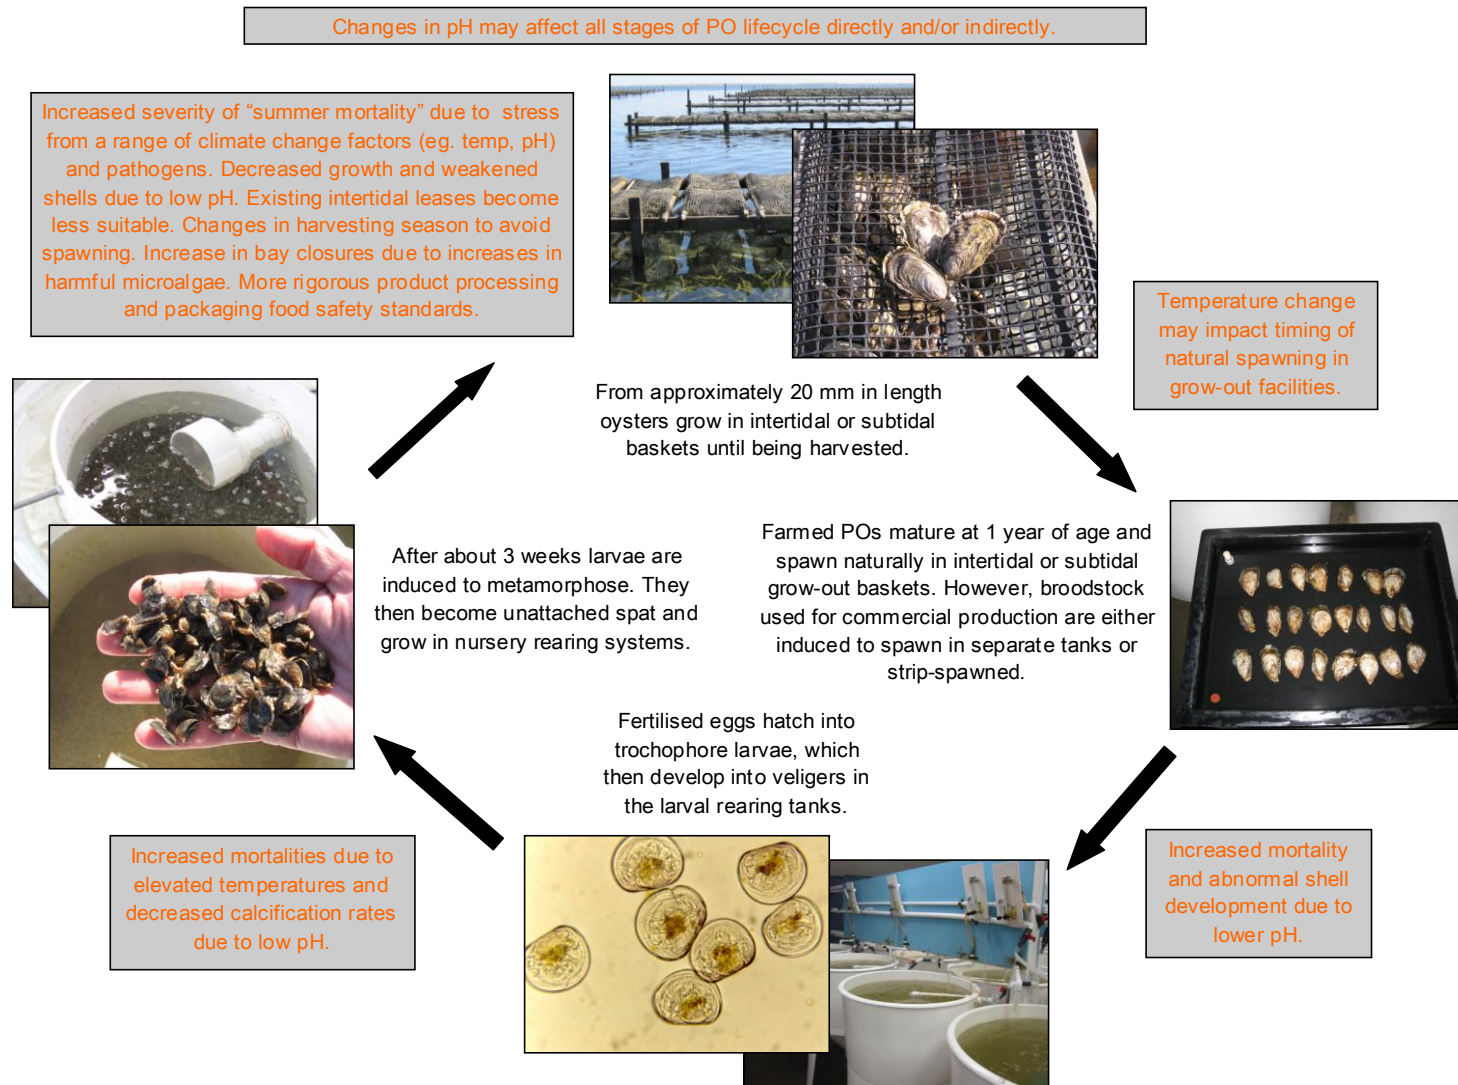 Changes in pH may affect all stages of PO lifecycle directly and/or indirectly.
Increased severity of “summer mortality” due to stress
from a range of climate change factors (eg. temp, pH)
and pathogens. Decreased growth and weakened
shells due to low pH. Existing intertidal leases become
less suitable. Changes in harvesting season to avoid
spawning. Increase in bay closures due to increases in
harmful microalgae. More rigorous product processing
and packaging food safety standards.
Temperature change
may impact timing of
natural spawning in
grow-out facilities.
From approximately 20 mm in length
oysters grow in intertidal or subtidal
baskets until being harvested.
After about 3 weeks larvae are
induced to metamorphose. They
then become unattached spat and
grow in nursery rearing systems.
Farmed POs mature at 1 year of age and
spawn naturally in intertidal or subtidal
grow-out baskets. However, broodstock
used for commercial production are either
induced to spawn in separate tanks or
strip-spawned.
Fertilised eggs hatch into
trochophore larvae, which
then develop into veligers in
the larval rearing tanks.
Increased mortalities due to
elevated temperatures and
decreased calcification rates
due to low pH.
Increased mortality
and abnormal shell
development due to
lower pH.